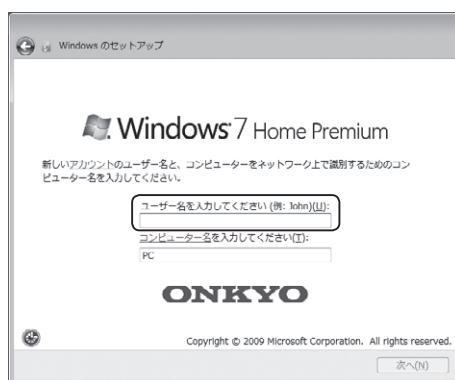 Windows のセットアップ
Windows 7 Home Premium
新しいアカウントのユーザー名と、コンピューターをネットワーク上で識別するためのコン
ピューター名を入力してください。
ユーザー名を入力してください (例: John)(U):
コンピューター名を入力してください(T):
PC
ONKYO
Copyright © 2009 Microsoft Corporation. All rights reserved.
次へ(N)